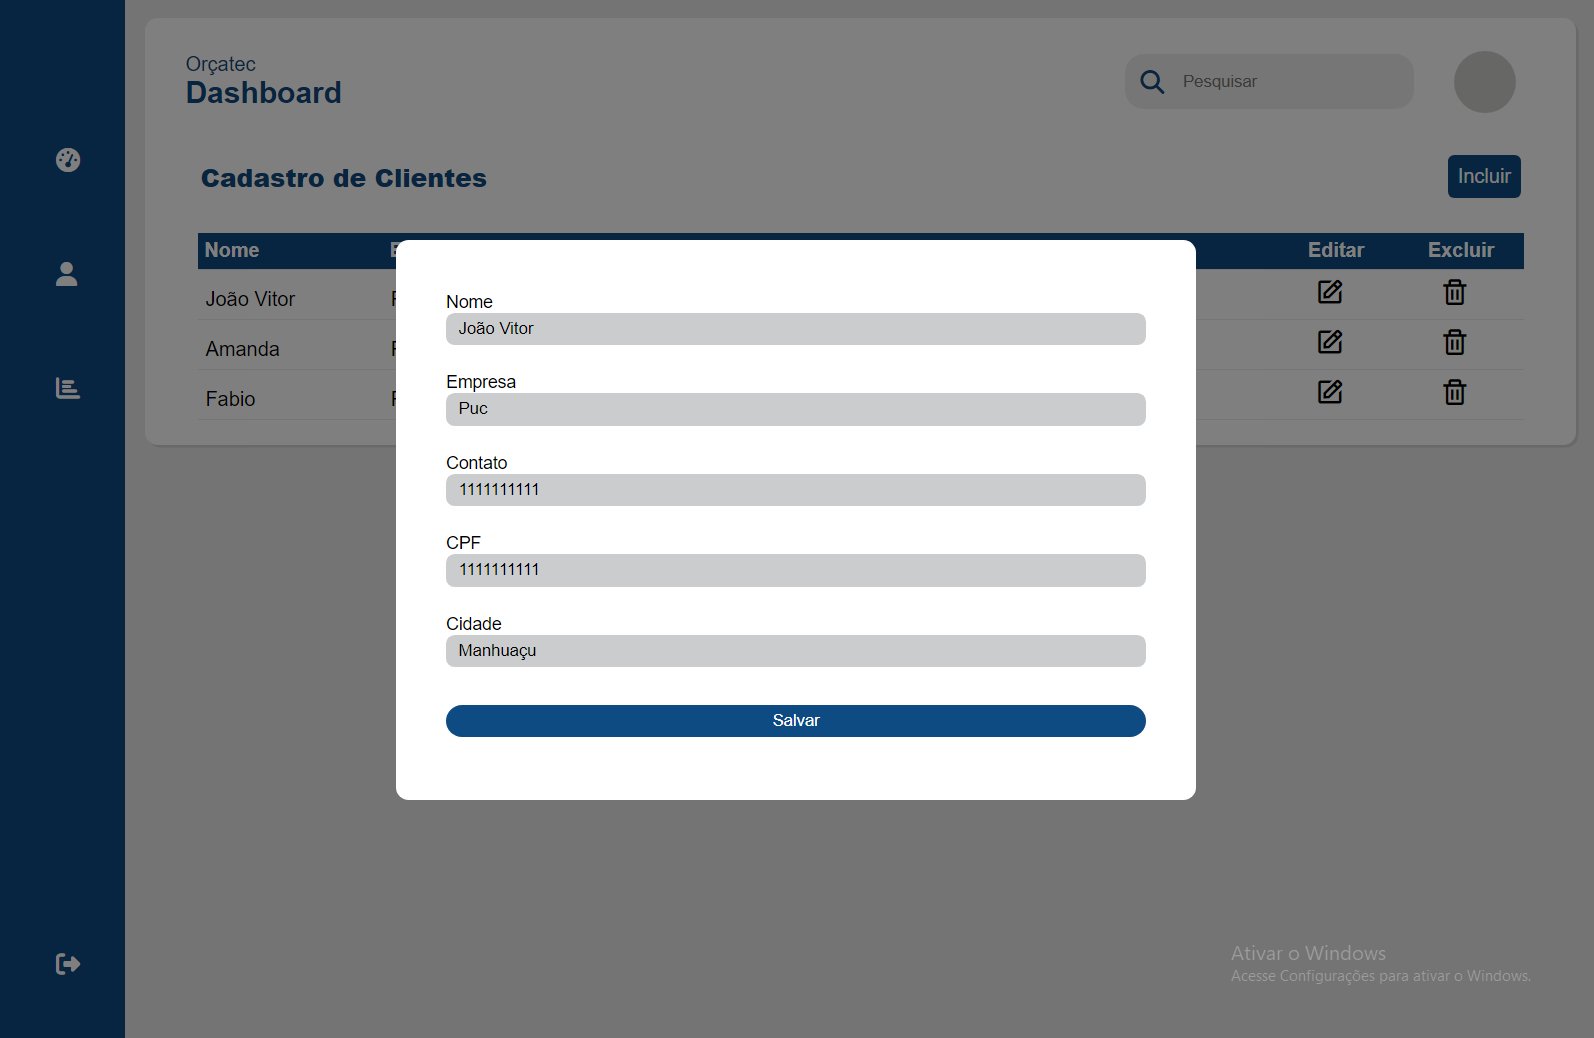 Orçatec
Dashboard
Pesquisar
Cadastro de Clientes
Incluir
Nome
Editar
Excluir
João Vitor
Amanda
Fabio
Nome
João Vitor
Empresa
Puc
Contato
1111111111
CPF
1111111111
Cidade
Manhuaçu
Salvar
Ativar o Windows
Acesse Configurações para ativar o Windows.